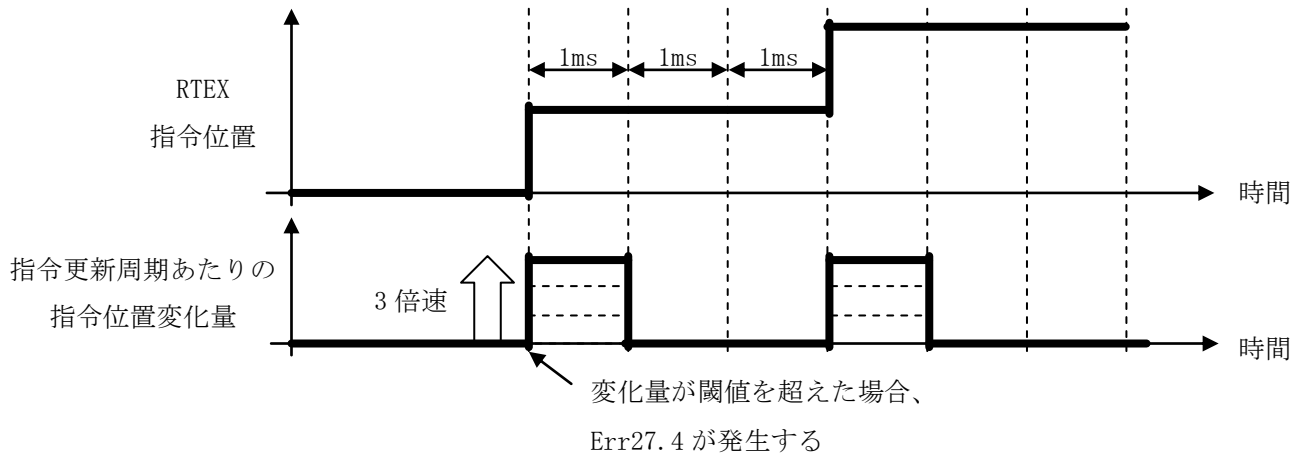 RTEX
指令位置
1ms
1ms
1ms
時間
指令更新周期あたりの
指令位置変化量
3倍速
時間
変化量が閾値を超えた場合、
Err27.4が発生する